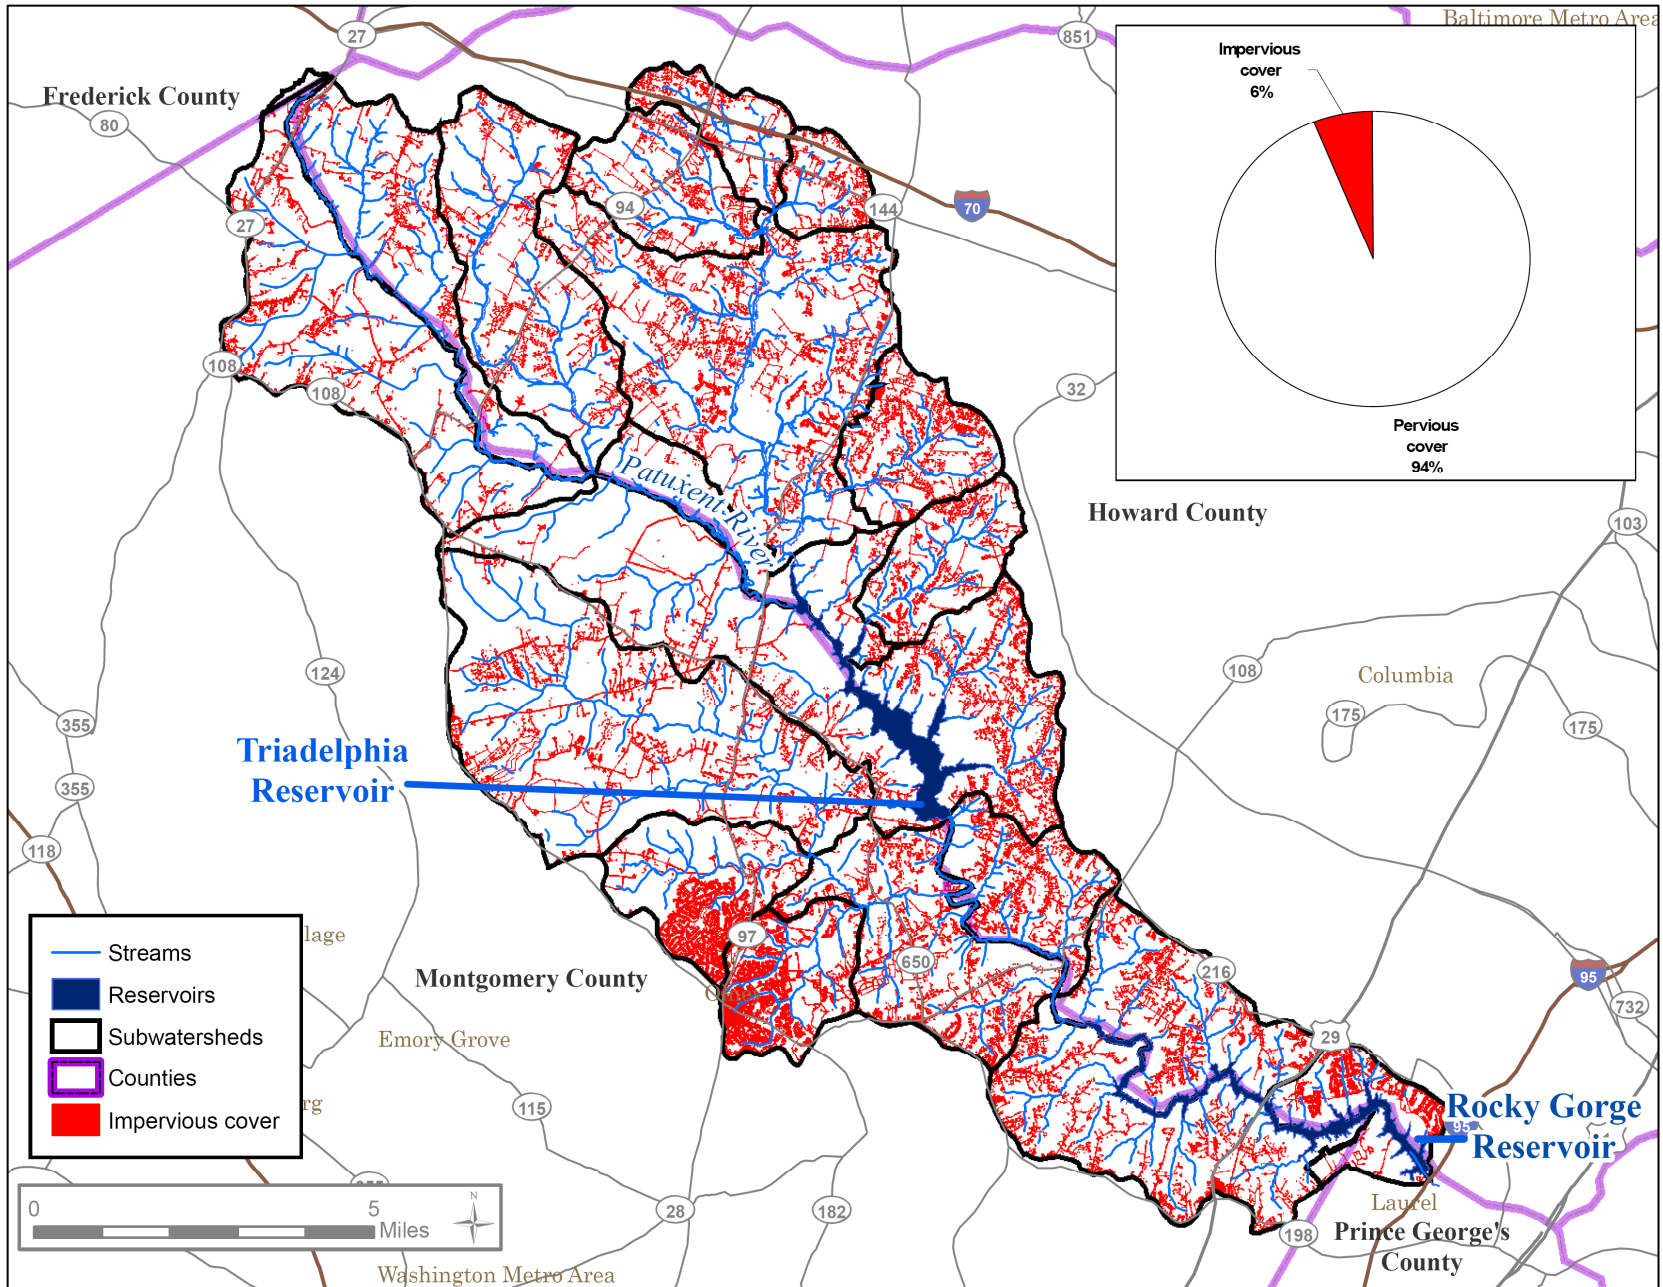 Baltimore Metro Area
27
851
Impervious
cover
6%
Frederick County
80
94
144
70
27
108
108
32
Pervious
cover
94%
Patuxent River
Howard County
103
124
108
Columbia
175
175
355
Triadelphia
Reservoir
355
118
97
650
216
95
732
lage
Streams
Reservoirs
Subwatersheds
Counties
Impervious cover
Montgomery County
Emory Grove
rg
115
29
Rocky Gorge
Reservoir
95
0
5
Miles
N
28
182
198
Laurel
Prince George's
County
Washington Metro Area